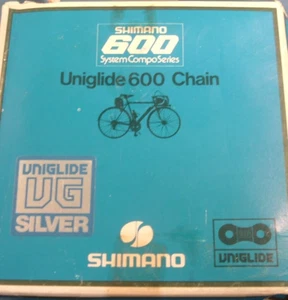 SHIMANO
600
System CompoSeries
Uniglide 600 Chain
UNIGLIDE
UG
SILVER
SHIMANO
UNIGLIDE